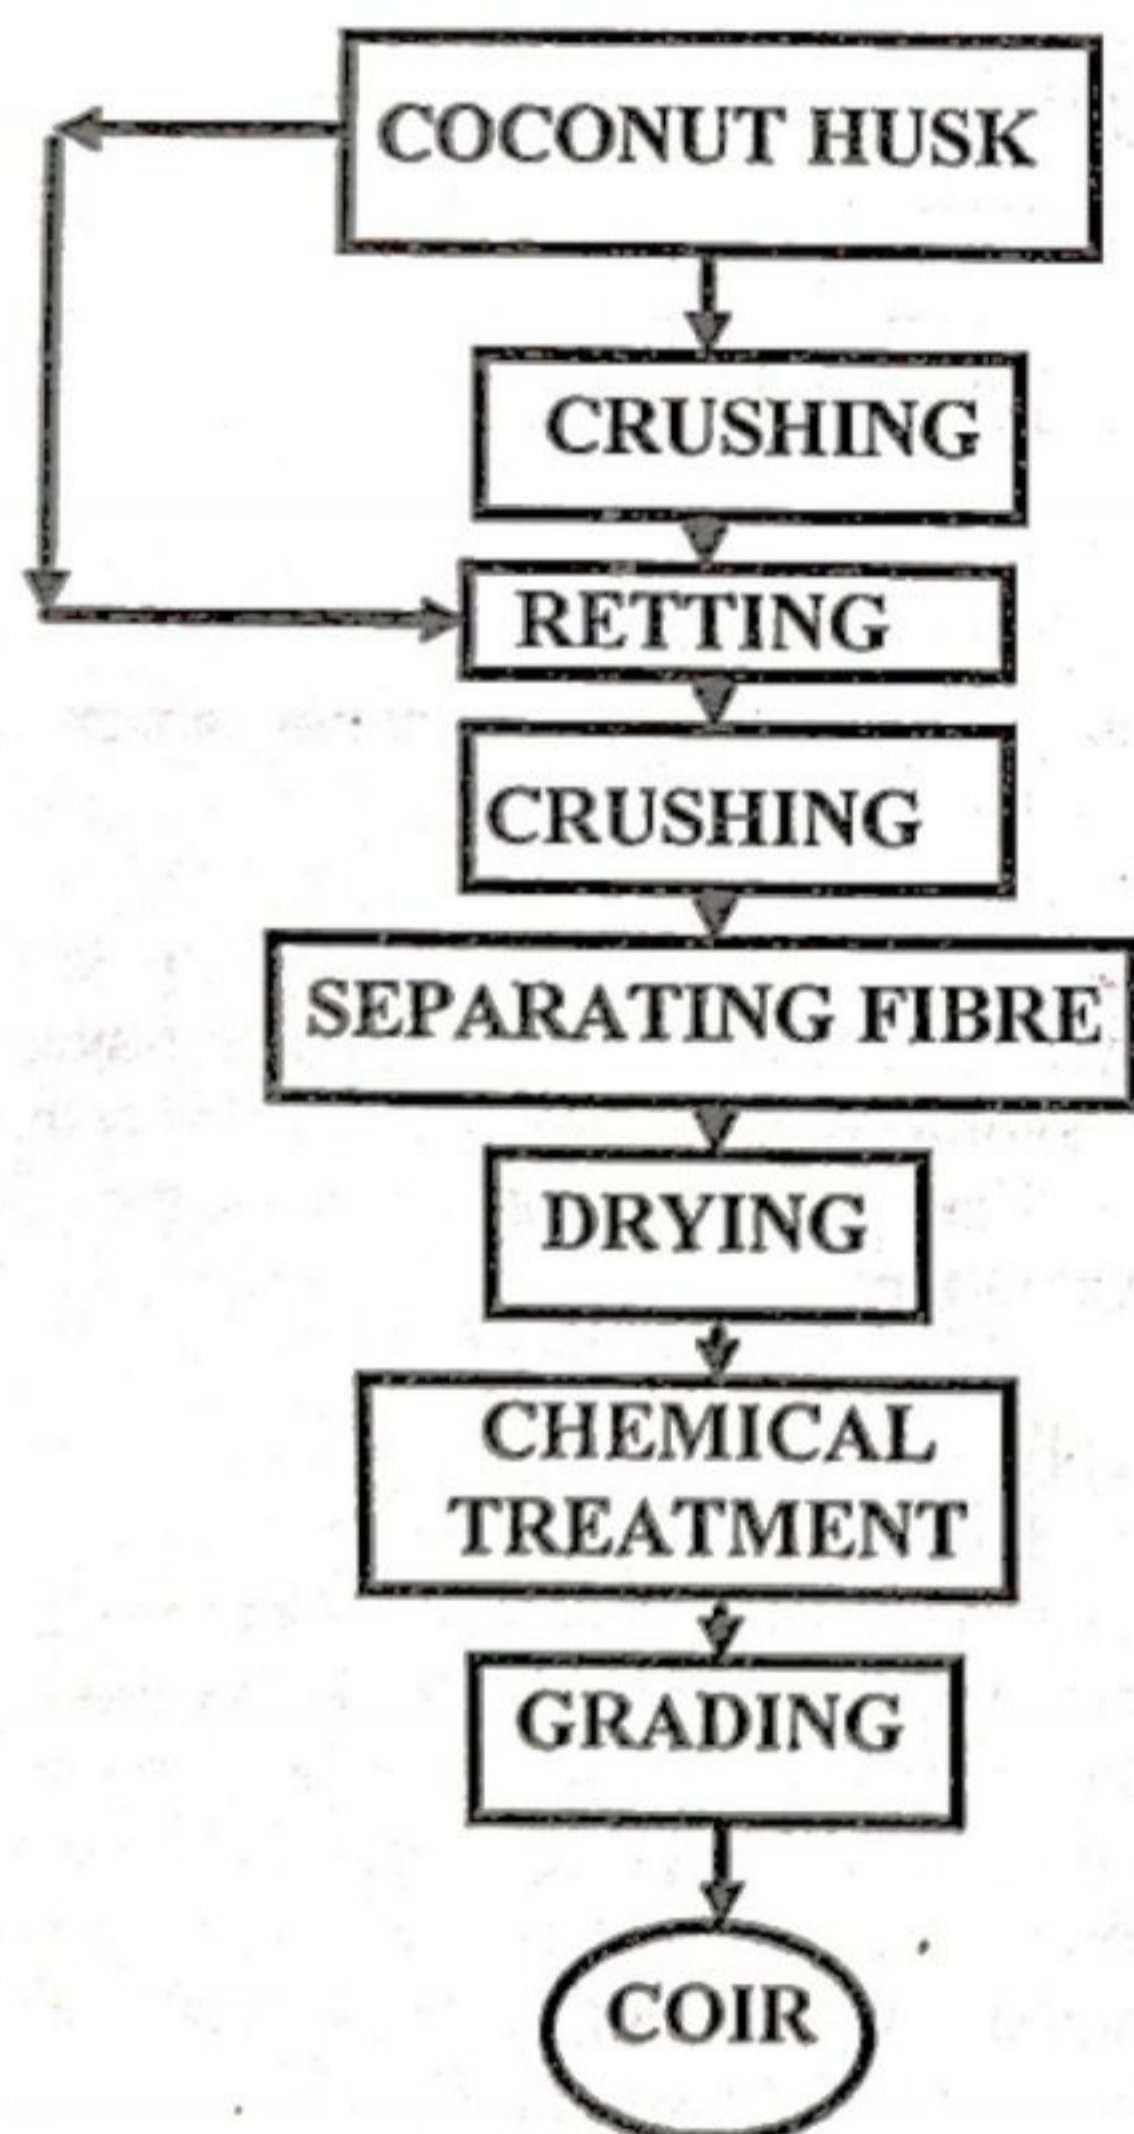 COCONUT HUSK
CRUSHING
RETTING
CRUSHING
SEPARATING FIBRE
DRYING
CHEMICAL
TREATMENT
GRADING
COIR